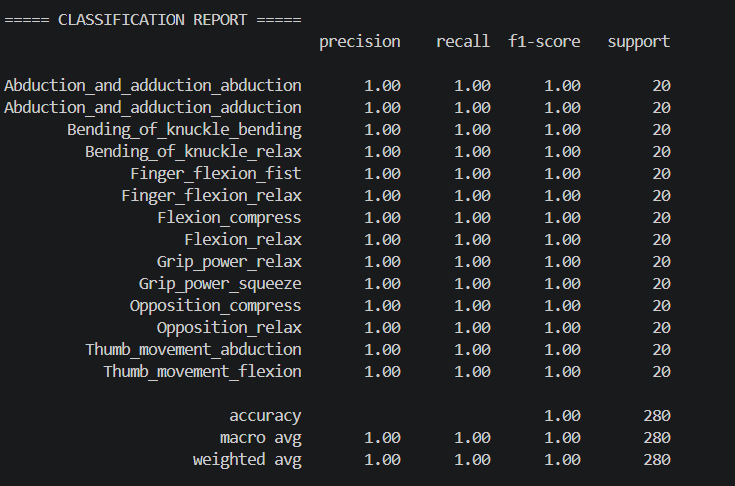 ===== CLASSIFICATION REPORT =====
precision recall f1-score support
Abduction_and_adduction_abduction 1.00 1.00 1.00 20
Abduction_and_adduction_adduction 1.00 1.00 1.00 20
Bending_of_knuckle_bending 1.00 1.00 1.00 20
Bending_of_knuckle_relax 1.00 1.00 1.00 20
Finger_flexion_fist 1.00 1.00 1.00 20
Finger_flexion_relax 1.00 1.00 1.00 20
Flexion_compress 1.00 1.00 1.00 20
Flexion_relax 1.00 1.00 1.00 20
Grip_power_relax 1.00 1.00 1.00 20
Grip_power_squeeze 1.00 1.00 1.00 20
Opposition_compress 1.00 1.00 1.00 20
Opposition_relax 1.00 1.00 1.00 20
Thumb_movement_abduction 1.00 1.00 1.00 20
Thumb_movement_flexion 1.00 1.00 1.00 20
accuracy 1.00 280
macro avg 1.00 1.00 1.00 280
weighted avg 1.00 1.00 1.00 280